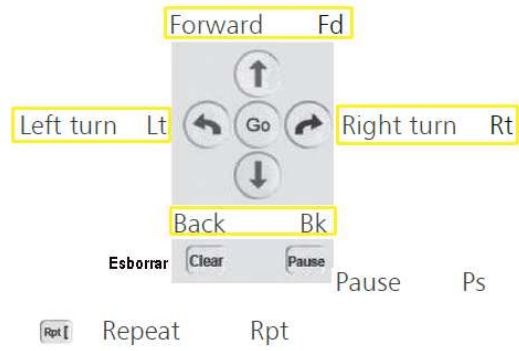 Forward Fd
Left turn Lt Go Right turn Rt
Back Bk
Esborrar Clear Pause
Pause Ps
Rpt [ Repeat Rpt